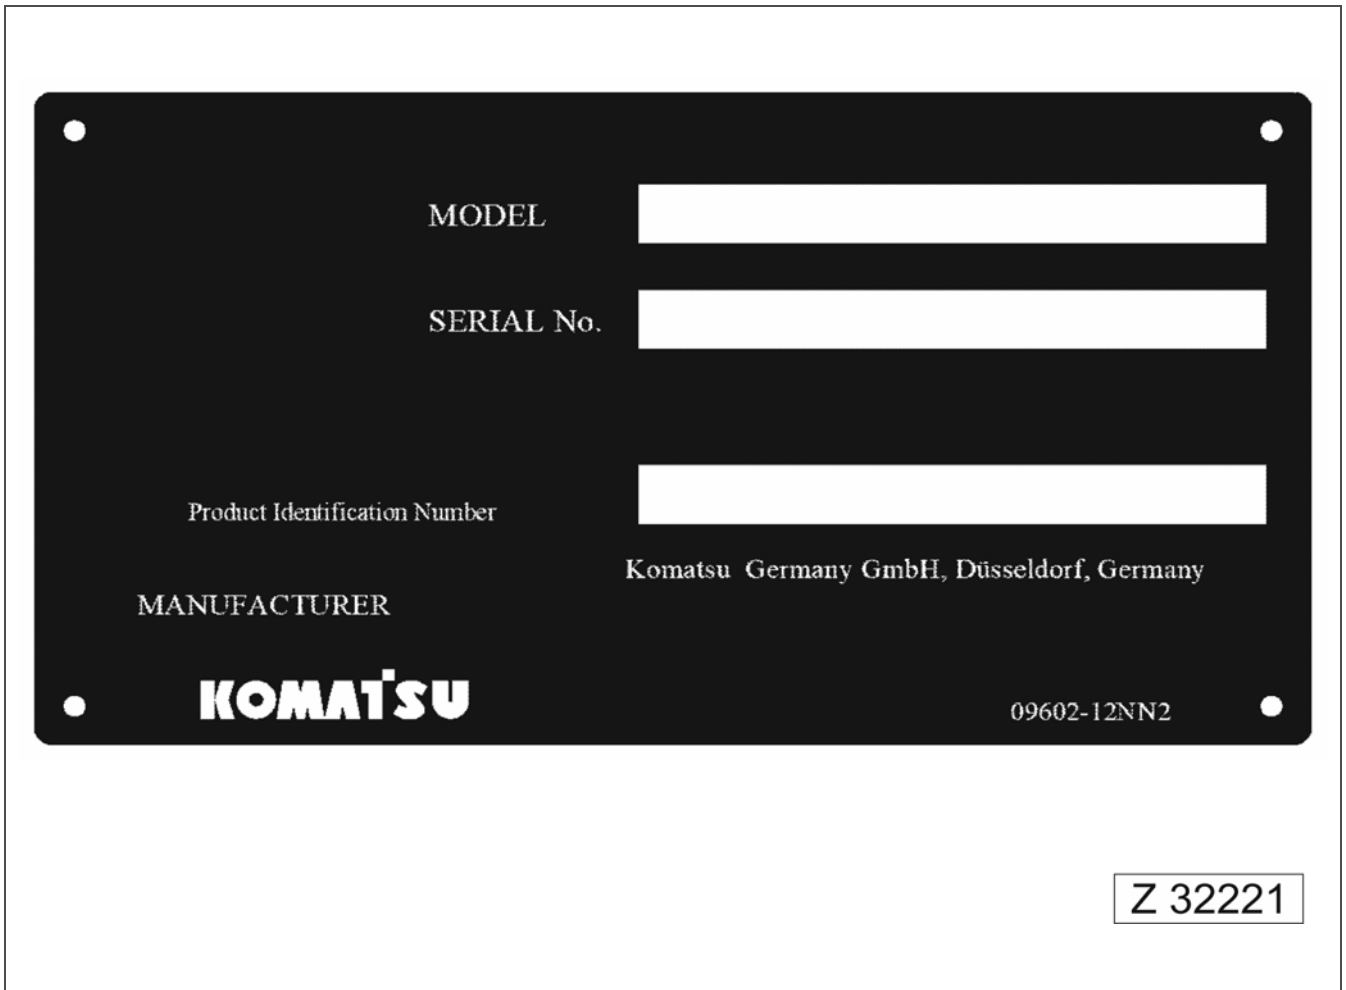 MODEL
SERIAL No.
Product Identification Number
Komatsu Germany GmbH, Düsseldorf, Germany
MANUFACTURER
KOMATSU
09602-12NN2
Z 32221